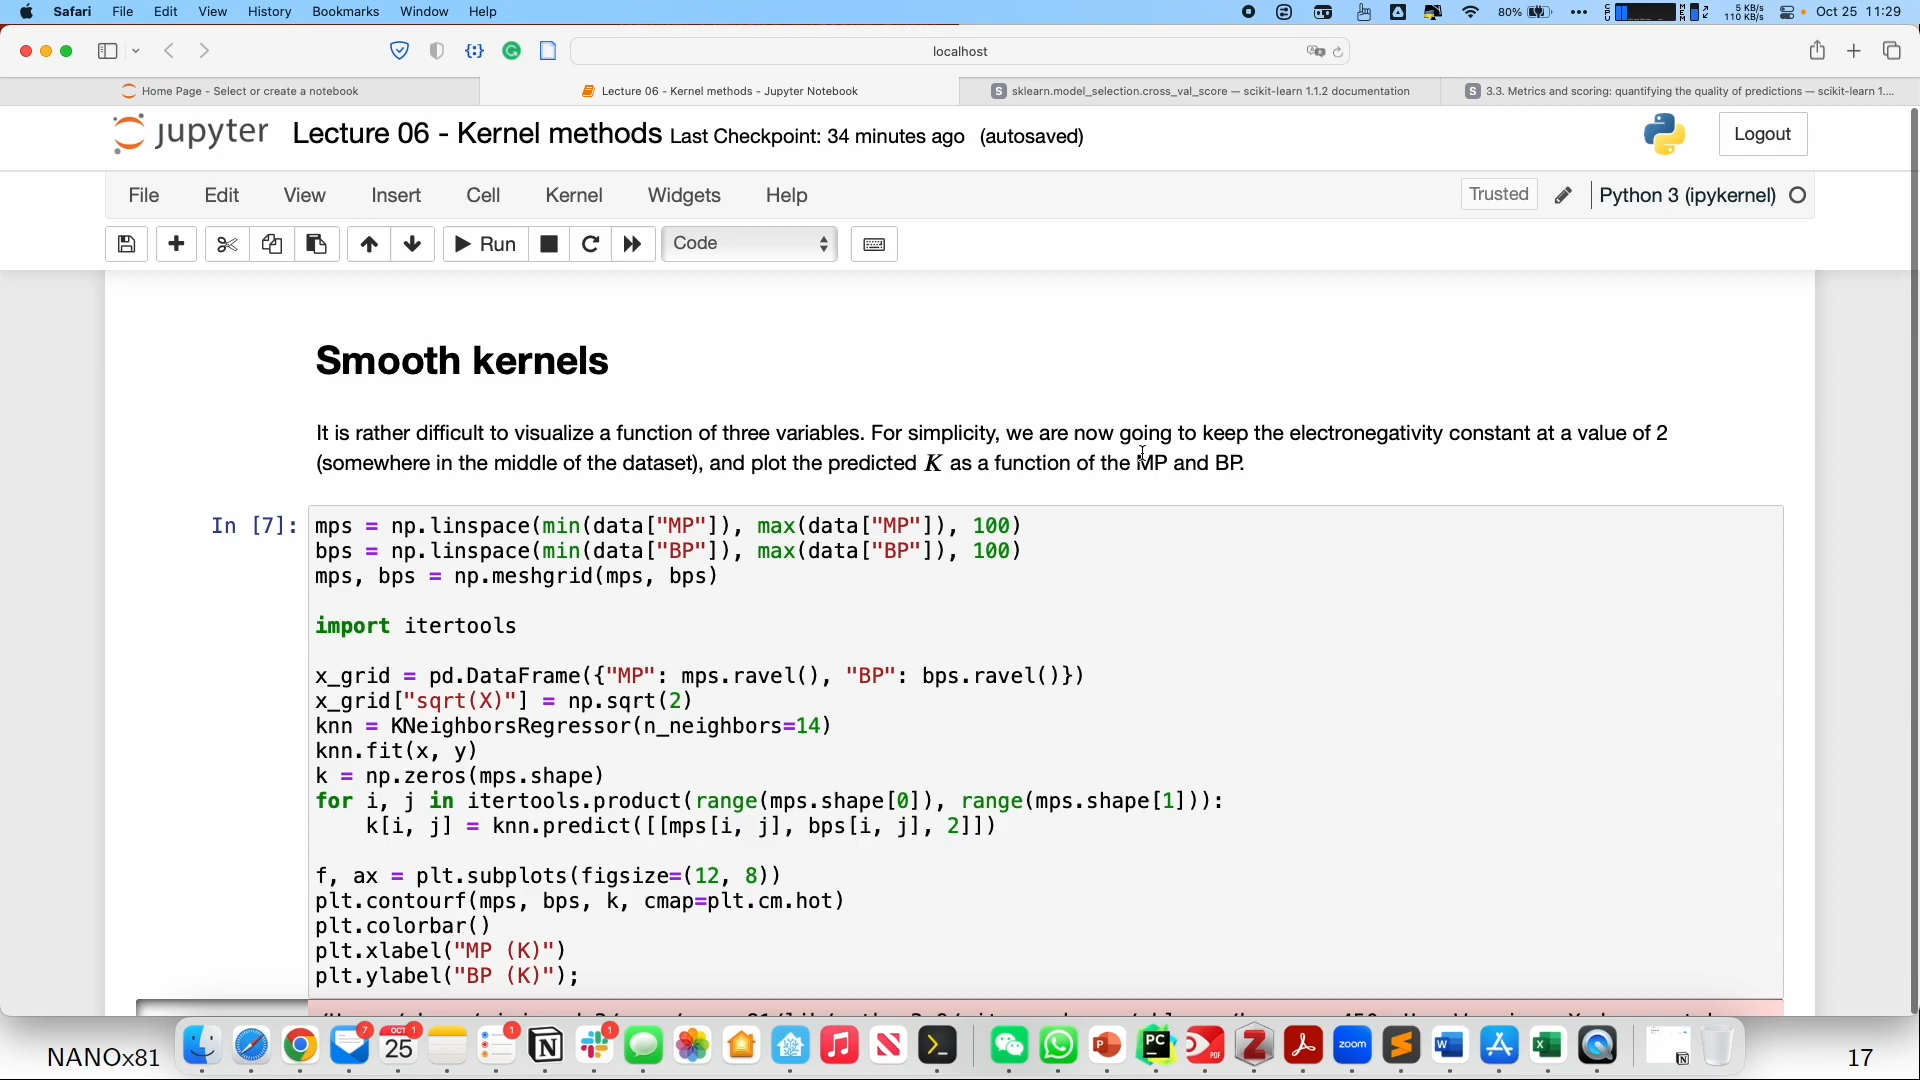 Safari File Edit View History Bookmarks Window Help 80% 5 KB/s 110 KB/s Oct 25 11:29
localhost
Home Page - Select or create a notebook
Lecture 06 - Kernel methods - Jupyter Notebook
S sklearn.model_selection.cross_val_score — scikit-learn 1.1.2 documentation
S 3.3. Metrics and scoring: quantifying the quality of predictions — scikit-learn 1....
jupyter Lecture 06 - Kernel methods Last Checkpoint: 34 minutes ago (autosaved) Logout
File Edit View Insert Cell Kernel Widgets Help Trusted Python 3 (ipykernel)
Run Code
Smooth kernels
It is rather difficult to visualize a function of three variables. For simplicity, we are now going to keep the electronegativity constant at a value of 2
(somewhere in the middle of the dataset), and plot the predicted K as a function of the MP and BP.
In [7]: mps = np.linspace(min(data["MP"]), max(data["MP"]), 100)
bps = np.linspace(min(data["BP"]), max(data["BP"]), 100)
mps, bps = np.meshgrid(mps, bps)
import itertools
x_grid = pd.DataFrame({"MP": mps.ravel(), "BP": bps.ravel()})
x_grid["sqrt(X)"] = np.sqrt(2)
knn = KNeighborsRegressor(n_neighbors=14)
knn.fit(x, y)
k = np.zeros(mps.shape)
for i, j in itertools.product(range(mps.shape[0]), range(mps.shape[1])):
    k[i, j] = knn.predict([[mps[i, j], bps[i, j], 2]])
f, ax = plt.subplots(figsize=(12, 8))
plt.contourf(mps, bps, k, cmap=plt.cm.hot)
plt.colorbar()
plt.xlabel("MP (K)")
plt.ylabel("BP (K)");
NANOx81
17